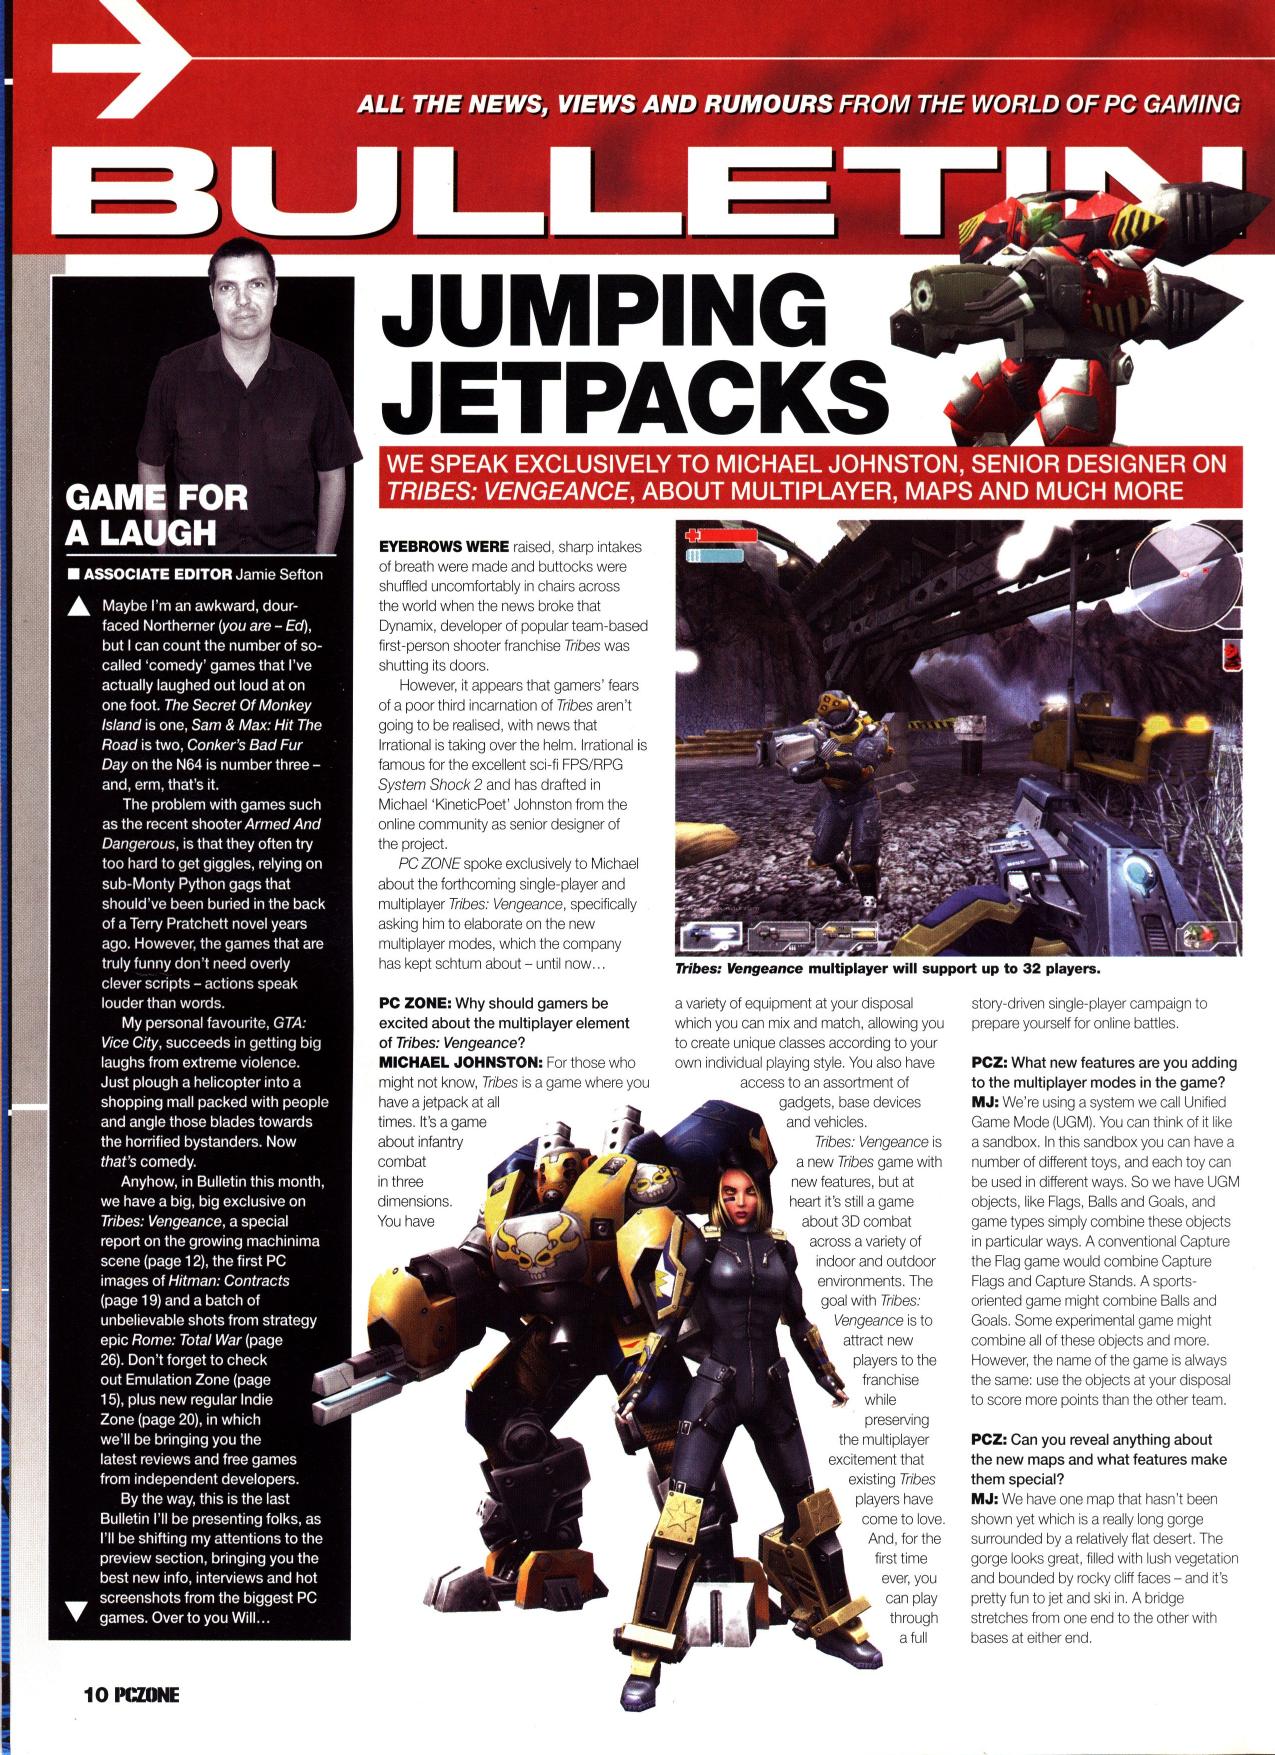 ALL THE NEWS, VIEWS AND RUMOURS FROM THE WORLD OF PC GAMING
BULLETIN
GAME FOR
A LAUGH
■ ASSOCIATE EDITOR Jamie Sefton
Maybe I'm an awkward, dour-
faced Northerner (you are – Ed),
but I can count the number of so-
called 'comedy' games that I've
actually laughed out loud at on
one foot. The Secret Of Monkey
Island is one, Sam & Max: Hit The
Road is two, Conker's Bad Fur
Day on the N64 is number three –
and, erm, that's it.
The problem with games such
as the recent shooter Armed And
Dangerous, is that they often try
too hard to get giggles, relying on
sub-Monty Python gags that
should've been buried in the back
of a Terry Pratchett novel years
ago. However, the games that are
truly funny don't need overly
clever scripts – actions speak
louder than words.
My personal favourite, GTA:
Vice City, succeeds in getting big
laughs from extreme violence.
Just plough a helicopter into a
shopping mall packed with people
and angle those blades towards
the horrified bystanders. Now
that's comedy.
Anyhow, in Bulletin this month,
we have a big, big exclusive on
Tribes: Vengeance, a special
report on the growing machinima
scene (page 12), the first PC
images of Hitman: Contracts
(page 19) and a batch of
unbelievable shots from strategy
epic Rome: Total War (page
26). Don't forget to check
out Emulation Zone (page
15), plus new regular Indie
Zone (page 20), in which
we'll be bringing you the
latest reviews and free games
from independent developers.
By the way, this is the last
Bulletin I'll be presenting folks, as
I'll be shifting my attentions to the
preview section, bringing you the
best new info, interviews and hot
screenshots from the biggest PC
games. Over to you Will...
JUMPING
JETPACKS
WE SPEAK EXCLUSIVELY TO MICHAEL JOHNSTON, SENIOR DESIGNER ON
TRIBES: VENGEANCE, ABOUT MULTIPLAYER, MAPS AND MUCH MORE
EYEBROWS WERE raised, sharp intakes
of breath were made and buttocks were
shuffled uncomfortably in chairs across
the world when the news broke that
Dynamix, developer of popular team-based
first-person shooter franchise Tribes was
shutting its doors.
However, it appears that gamers' fears
of a poor third incarnation of Tribes aren't
going to be realised, with news that
Irrational is taking over the helm. Irrational is
famous for the excellent sci-fi FPS/RPG
System Shock 2 and has drafted in
Michael 'KineticPoet' Johnston from the
online community as senior designer of
the project.
PC ZONE spoke exclusively to Michael
about the forthcoming single-player and
multiplayer Tribes: Vengeance, specifically
asking him to elaborate on the new
multiplayer modes, which the company
has kept schtum about – until now...
PC ZONE: Why should gamers be
excited about the multiplayer element
of Tribes: Vengeance?
MICHAEL JOHNSTON: For those who
might not know, Tribes is a game where you
have a jetpack at all
times. It's a game
about infantry
combat
in three
dimensions.
You have
Tribes: Vengeance multiplayer will support up to 32 players.
a variety of equipment at your disposal
which you can mix and match, allowing you
to create unique classes according to your
own individual playing style. You also have
access to an assortment of
gadgets, base devices
and vehicles.
Tribes: Vengeance is
a new Tribes game with
new features, but at
heart it's still a game
about 3D combat
across a variety of
indoor and outdoor
environments. The
goal with Tribes:
Vengeance is to
attract new
players to the
franchise
while
preserving
the multiplayer
excitement that
existing Tribes
players have
come to love.
And, for the
first time
ever, you
can play
through
a full
story-driven single-player campaign to
prepare yourself for online battles.
PCZ: What new features are you adding
to the multiplayer modes in the game?
MJ: We're using a system we call Unified
Game Mode (UGM). You can think of it like
a sandbox. In this sandbox you can have a
number of different toys, and each toy can
be used in different ways. So we have UGM
objects, like Flags, Balls and Goals, and
game types simply combine these objects
in particular ways. A conventional Capture
the Flag game would combine Capture
Flags and Capture Stands. A sports-
oriented game might combine Balls and
Goals. Some experimental game might
combine all of these objects and more.
However, the name of the game is always
the same: use the objects at your disposal
to score more points than the other team.
PCZ: Can you reveal anything about
the new maps and what features make
them special?
MJ: We have one map that hasn't been
shown yet which is a really long gorge
surrounded by a relatively flat desert. The
gorge looks great, filled with lush vegetation
and bounded by rocky cliff faces – and it's
pretty fun to jet and ski in. A bridge
stretches from one end to the other with
bases at either end.
10 PCZONE